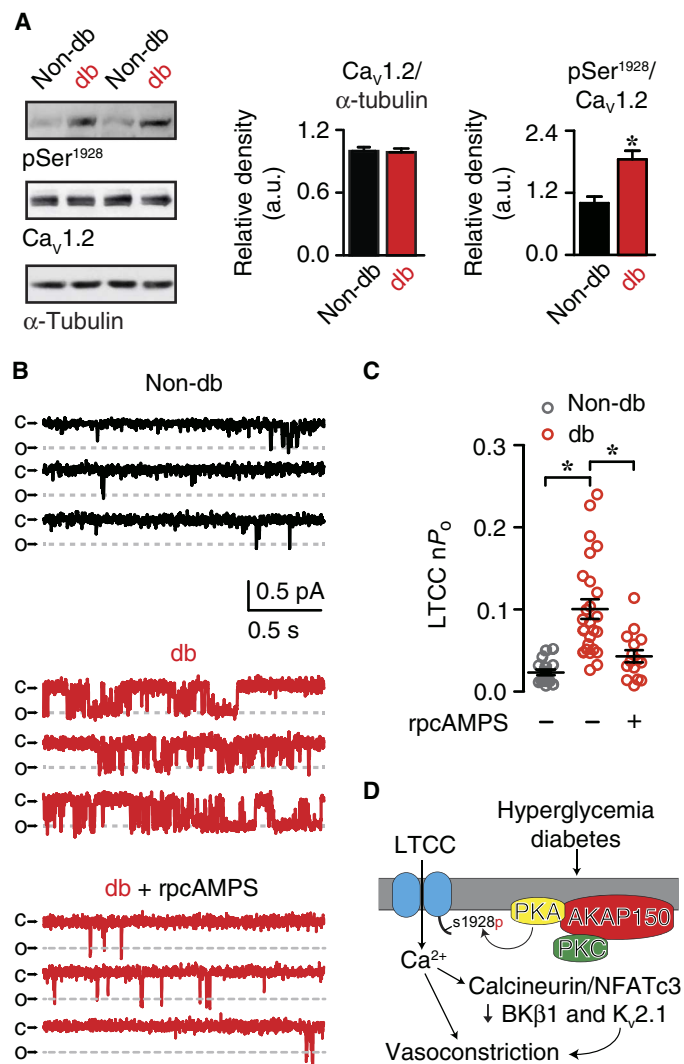 A
Non-db
db
Non-db
db
pSer1928
CaV1.2
α-Tubulin
CaV1.2/
α-tubulin
Relative density
(a.u.)
1.2
0.6
0.0
Non-db
db
pSer1928/
CaV1.2
Relative density
(a.u.)
2.4
1.2
0.0
*
Non-db
db
B
Non-db
C
O
C
O
C
O
0.5 pA
0.5 s
db
C
O
C
O
C
O
db + rpcAMPS
C
O
C
O
C
O
C
Non-db
db
LTCC nPo
0.3
0.2
0.1
0.0
*
*
rpcAMPS
–
–
+
D
Hyperglycemia
diabetes
LTCC
s1928p
PKA
AKAP150
PKC
Ca2+
Calcineurin/NFATc3
↓ BKβ1 and KV2.1
Vasoconstriction